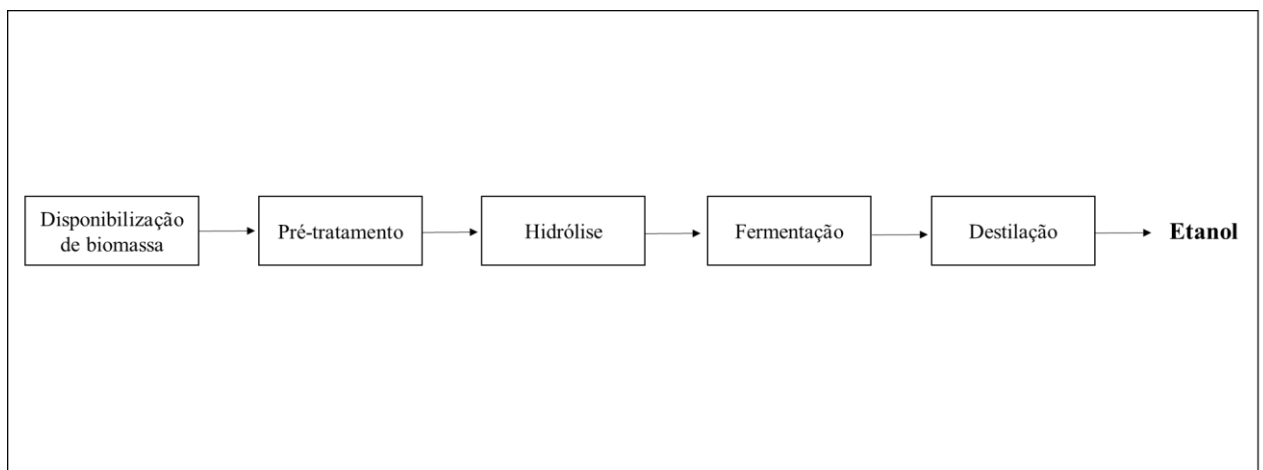 Disponibilização
de biomassa
Pré-tratamento
Hidrólise
Fermentação
Destilação
Etanol